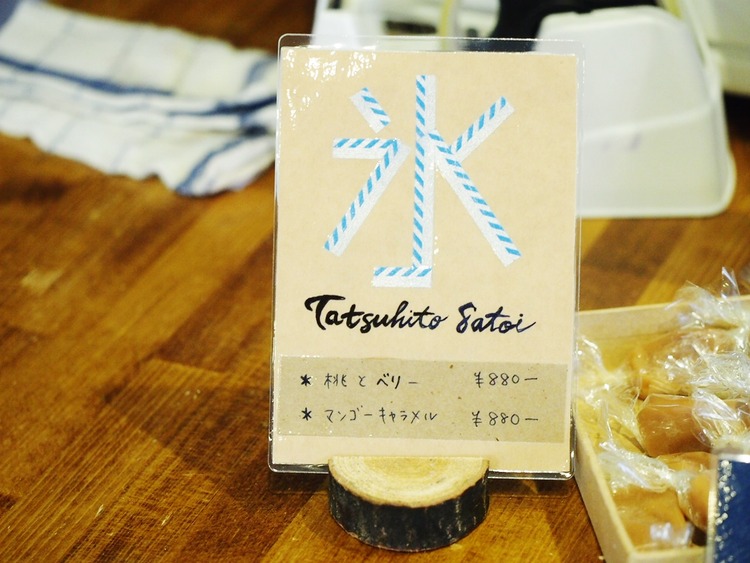 氷
Tatsuhito Satoi
* 桃とベリー ¥880ー
* マンゴーキャラメル ¥880ー